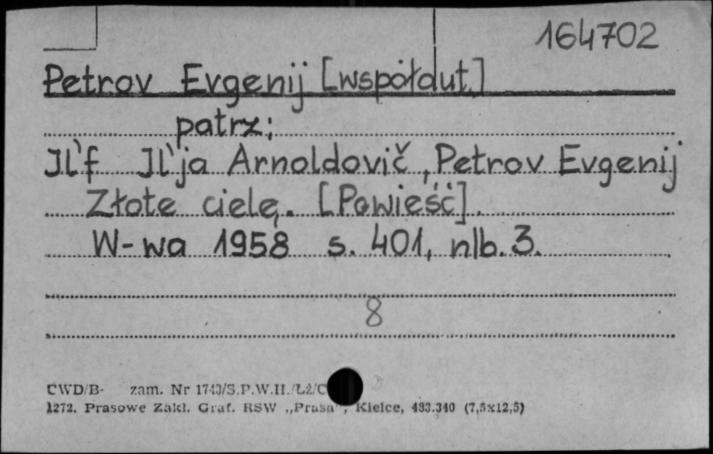 164702
Petrov Evgenij [współaut.]
patrz:
Il'f Il'ja Arnoldovič, Petrov Evgenij
Złote cielę. [Powieść].
W-wa 1958 s. 401, nlb. 3.
8
CWD/B- zam. Nr 1743/S.P.W.H./Łź/C
1272. Prasowe Zakł. Graf. RSW „Prasa", Kielce, 483.340 (7,5x12,5)